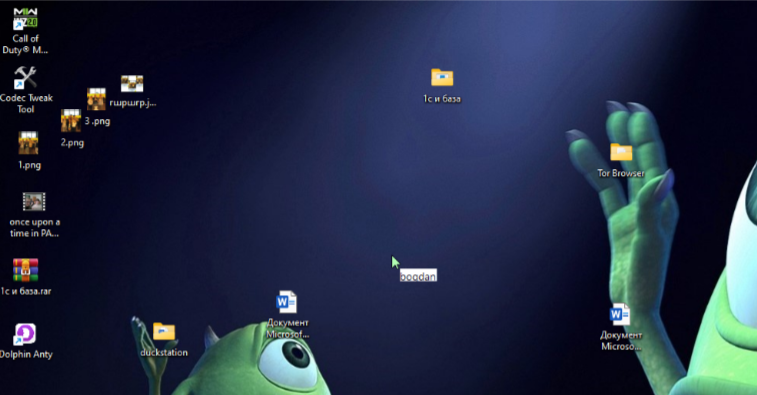 Call of
Duty® M...
Codec Tweak
Tool
гшршгр.j...
3 .png
2.png
1.png
once upon a
time in PA...
1с и база.rar
Dolphin Anty
1с и база
Tor Browser
bogdan
Документ
Microsof...
duckstation
Документ
Microso...